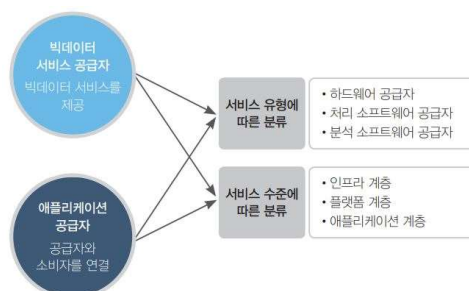 빅데이터
서비스 공급자
빅데이터 서비스를
제공
애플리케이션
공급자
공급자와
소비자를 연결
서비스 유형에
따른 분류
• 하드웨어 공급자
• 처리 소프트웨어 공급자
• 분석 소프트웨어 공급자
서비스 수준에
따른 분류
• 인프라 계층
• 플랫폼 계층
• 애플리케이션 계층